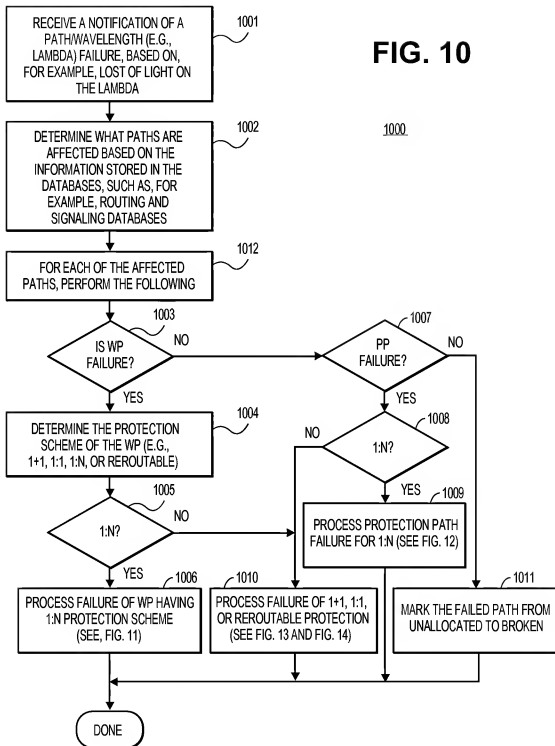 RECEIVE A NOTIFICATION OF A
PATH/WAVELENGTH (E.G.,
LAMBDA) FAILURE, BASED ON,
FOR EXAMPLE, LOST OF LIGHT ON
THE LAMBDA
1001
FIG. 10
1000
DETERMINE WHAT PATHS ARE
AFFECTED BASED ON THE
INFORMATION STORED IN THE
DATABASES, SUCH AS, FOR
EXAMPLE, ROUTING AND
SIGNALING DATABASES
1002
FOR EACH OF THE AFFECTED
PATHS, PERFORM THE FOLLOWING
1012
IS WP
FAILURE?
1003
NO
YES
PP
FAILURE?
1007
NO
YES
DETERMINE THE PROTECTION
SCHEME OF THE WP (E.G.,
1+1, 1:1, 1:N, OR REROUTABLE)
1004
1:N?
1008
NO
YES
1:N?
1005
NO
YES
PROCESS PROTECTION PATH
FAILURE FOR 1:N (SEE FIG. 12)
1009
PROCESS FAILURE OF WP HAVING
1:N PROTECTION SCHEME
(SEE, FIG. 11)
1006
PROCESS FAILURE OF 1+1, 1:1,
OR REROUTABLE PROTECTION
(SEE FIG. 13 AND FIG. 14)
1010
MARK THE FAILED PATH FROM
UNALLOCATED TO BROKEN
1011
DONE